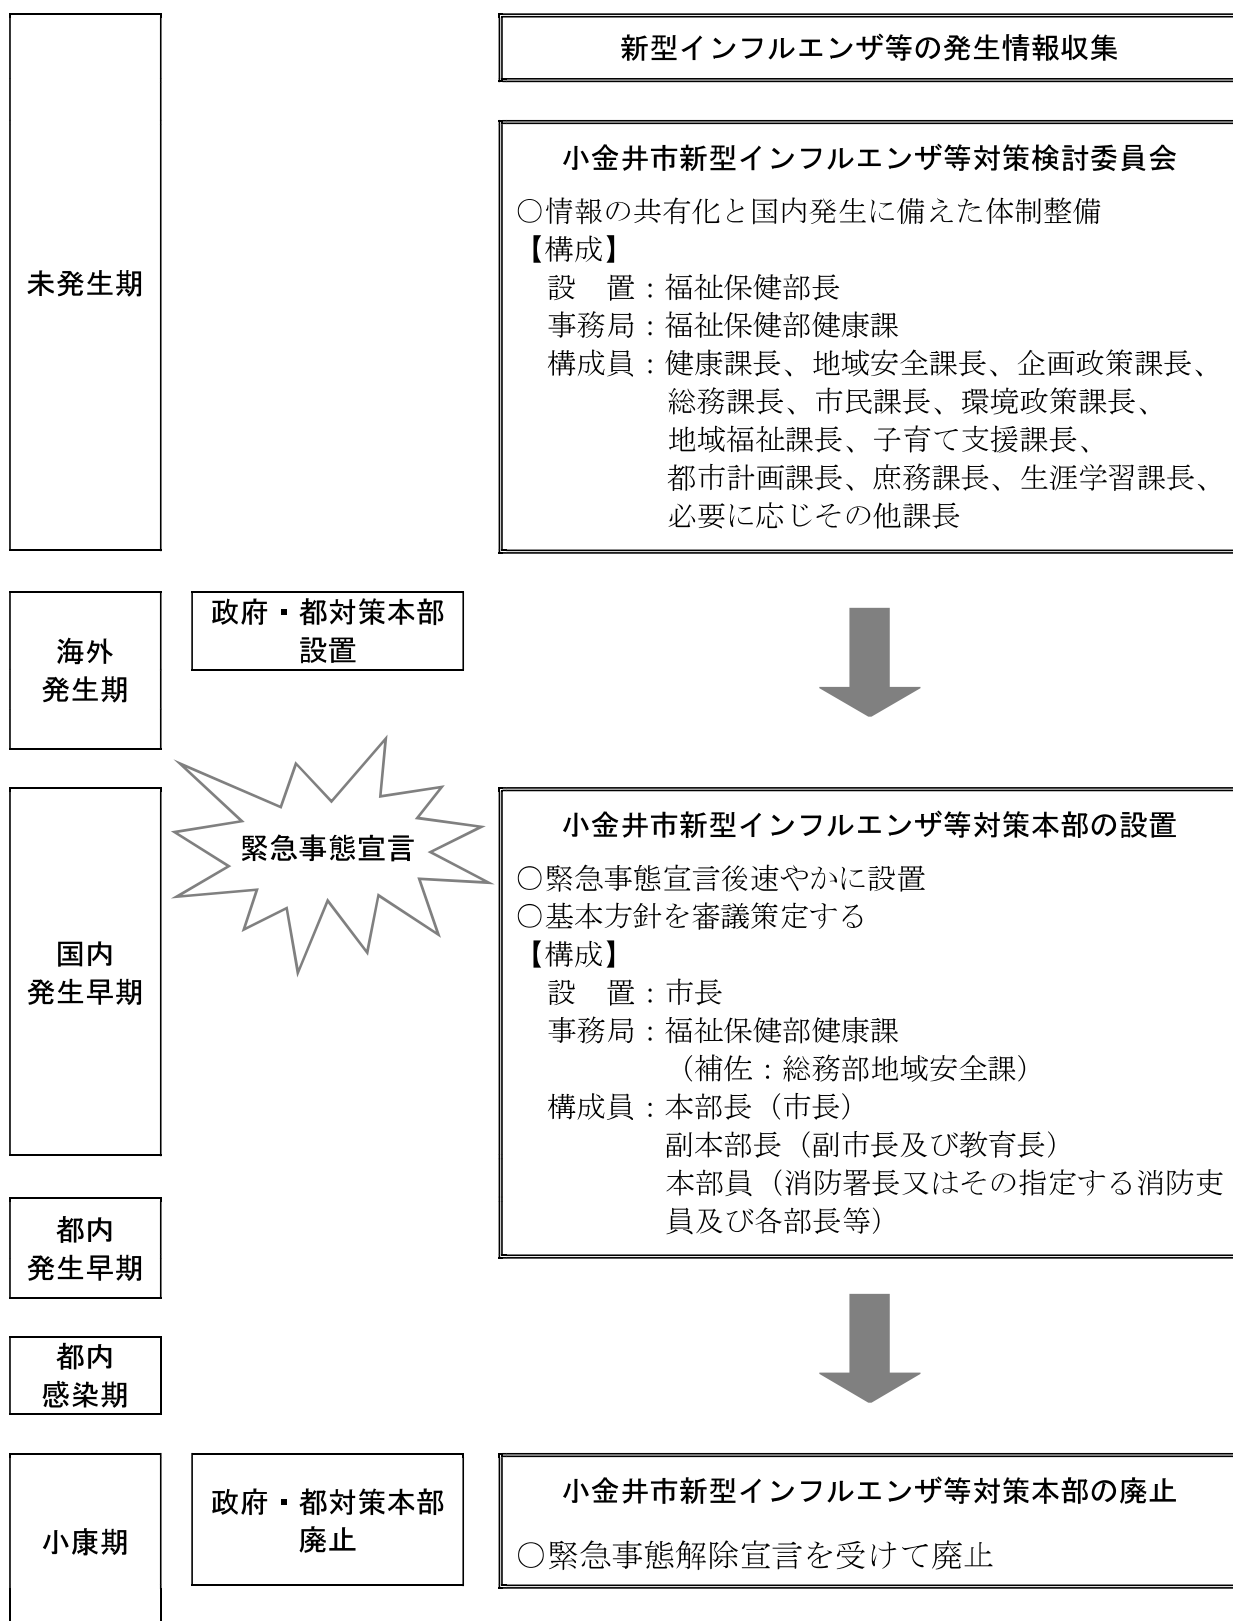 新型インフルエンザ等の発生情報収集
未発生期
小金井市新型インフルエンザ等対策検討委員会
○情報の共有化と国内発生に備えた体制整備
【構成】
設　置：福祉保健部長
事務局：福祉保健部健康課
構成員：健康課長、地域安全課長、企画政策課長、
総務課長、市民課長、環境政策課長、
地域福祉課長、子育て支援課長、
都市計画課長、庶務課長、生涯学習課長、
必要に応じその他課長
海外
発生期
政府・都対策本部
設置
緊急事態宣言
国内
発生早期
小金井市新型インフルエンザ等対策本部の設置
○緊急事態宣言後速やかに設置
○基本方針を審議策定する
【構成】
設　置：市長
事務局：福祉保健部健康課
（補佐：総務部地域安全課）
構成員：本部長（市長）
副本部長（副市長及び教育長）
本部員（消防署長又はその指定する消防吏
員及び各部長等）
都内
発生早期
都内
感染期
小康期
政府・都対策本部
廃止
小金井市新型インフルエンザ等対策本部の廃止
○緊急事態解除宣言を受けて廃止